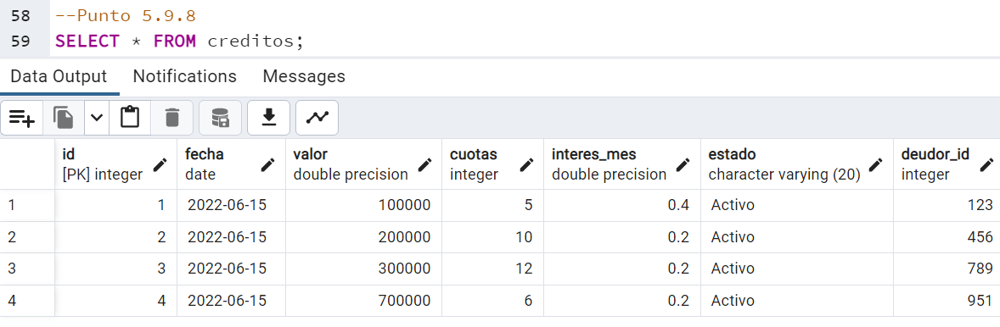 58 --Punto 5.9.8
59 SELECT * FROM creditos;
Data Output Notifications Messages
id fecha valor cuotas interes_mes estado deudor_id
[PK] integer date double precision integer double precision character varying (20) integer
1 1 2022-06-15 100000 5 0.4 Activo 123
2 2 2022-06-15 200000 10 0.2 Activo 456
3 3 2022-06-15 300000 12 0.2 Activo 789
4 4 2022-06-15 700000 6 0.2 Activo 951